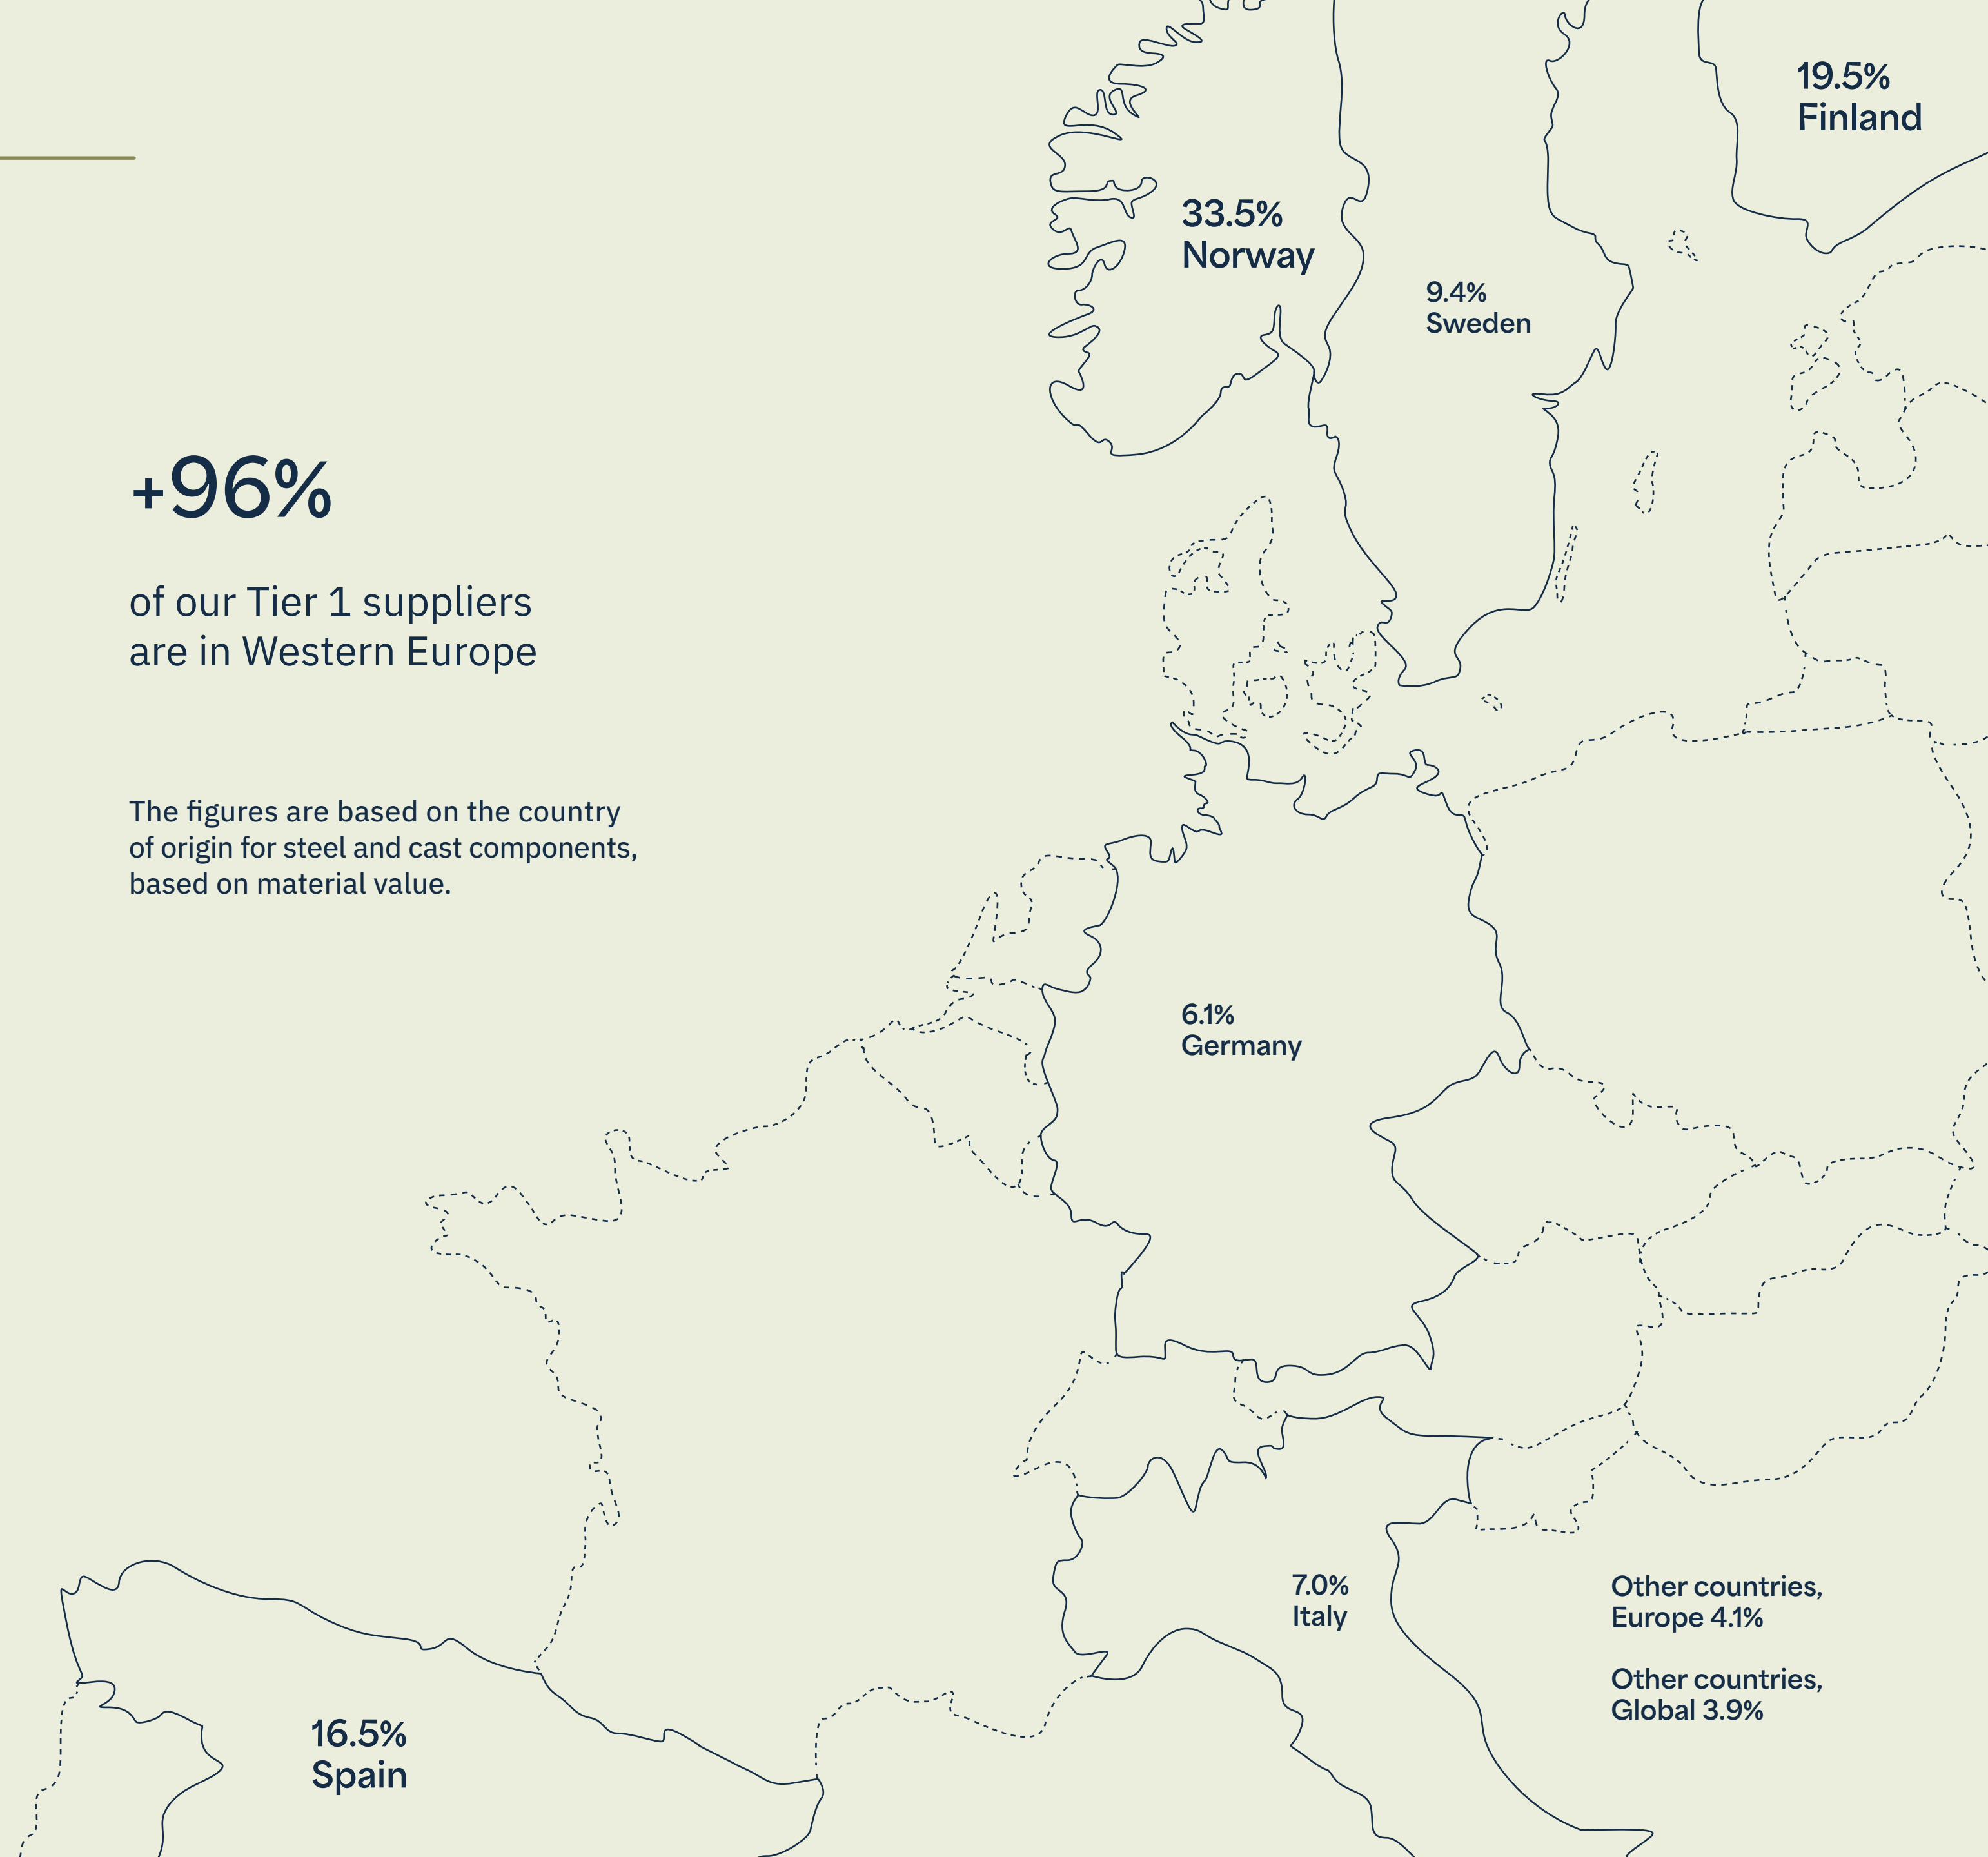 +96%
of our Tier 1 suppliers
are in Western Europe
The figures are based on the country
of origin for steel and cast components,
based on material value.
19.5%
Finland
33.5%
Norway
9.4%
Sweden
6.1%
Germany
7.0%
Italy
16.5%
Spain
Other countries,
Europe 4.1%
Other countries,
Global 3.9%